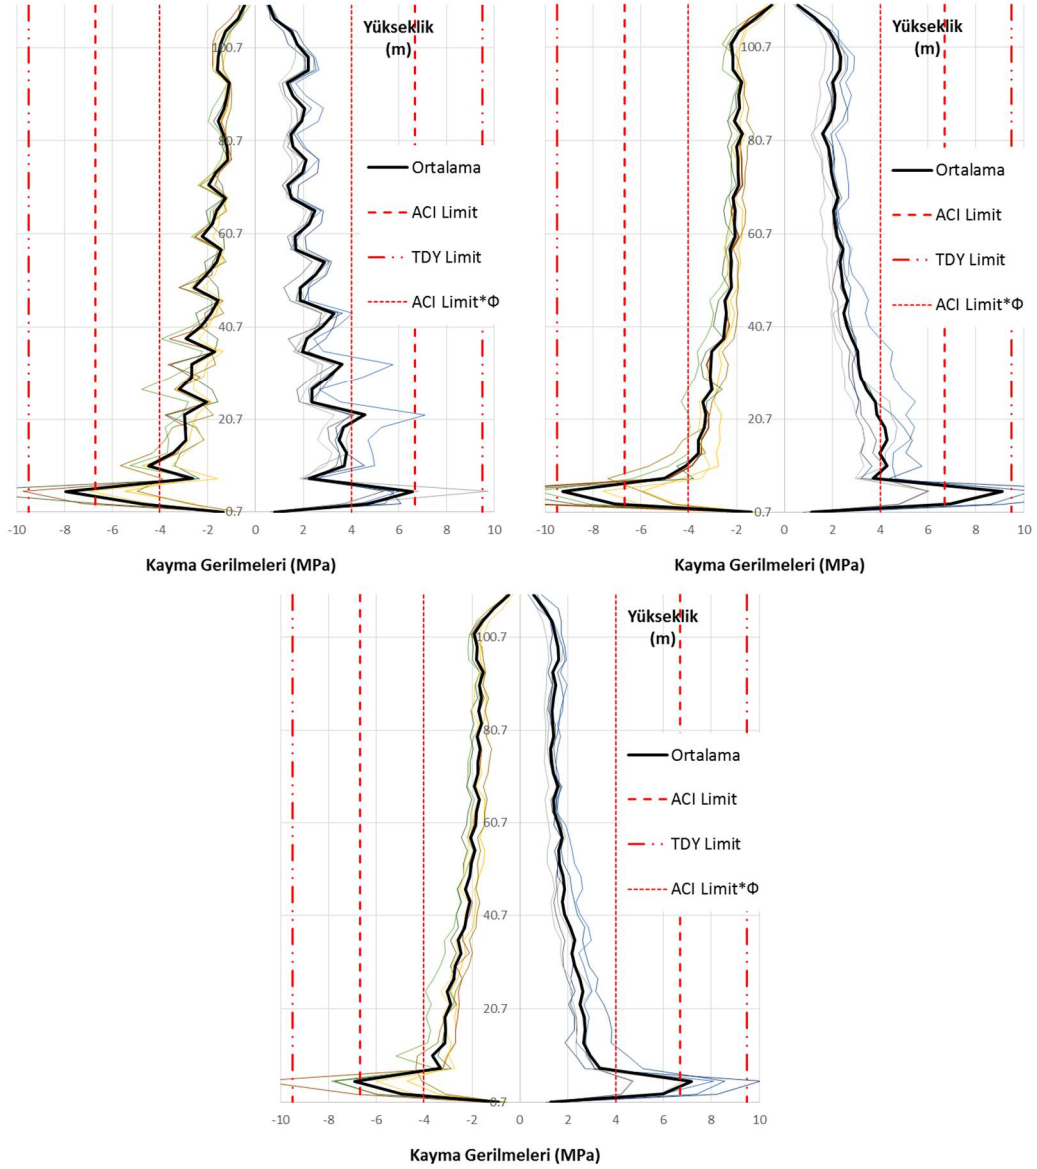 Yükseklik
(m)
100.7
80.7
60.7
40.7
20.7
0.7
Ortalama
ACI Limit
TDY Limit
ACI Limit*Φ
-10 -8 -6 -4 -2 0 2 4 6 8 10
Kayma Gerilmeleri (MPa)
Yükseklik
(m)
100.7
80.7
60.7
40.7
20.7
0.7
Ortalama
ACI Limit
TDY Limit
ACI Limit*Φ
-10 -8 -6 -4 -2 0 2 4 6 8 10
Kayma Gerilmeleri (MPa)
Yükseklik
(m)
100.7
80.7
60.7
40.7
20.7
0.7
Ortalama
ACI Limit
TDY Limit
ACI Limit*Φ
-10 -8 -6 -4 -2 0 2 4 6 8 10
Kayma Gerilmeleri (MPa)